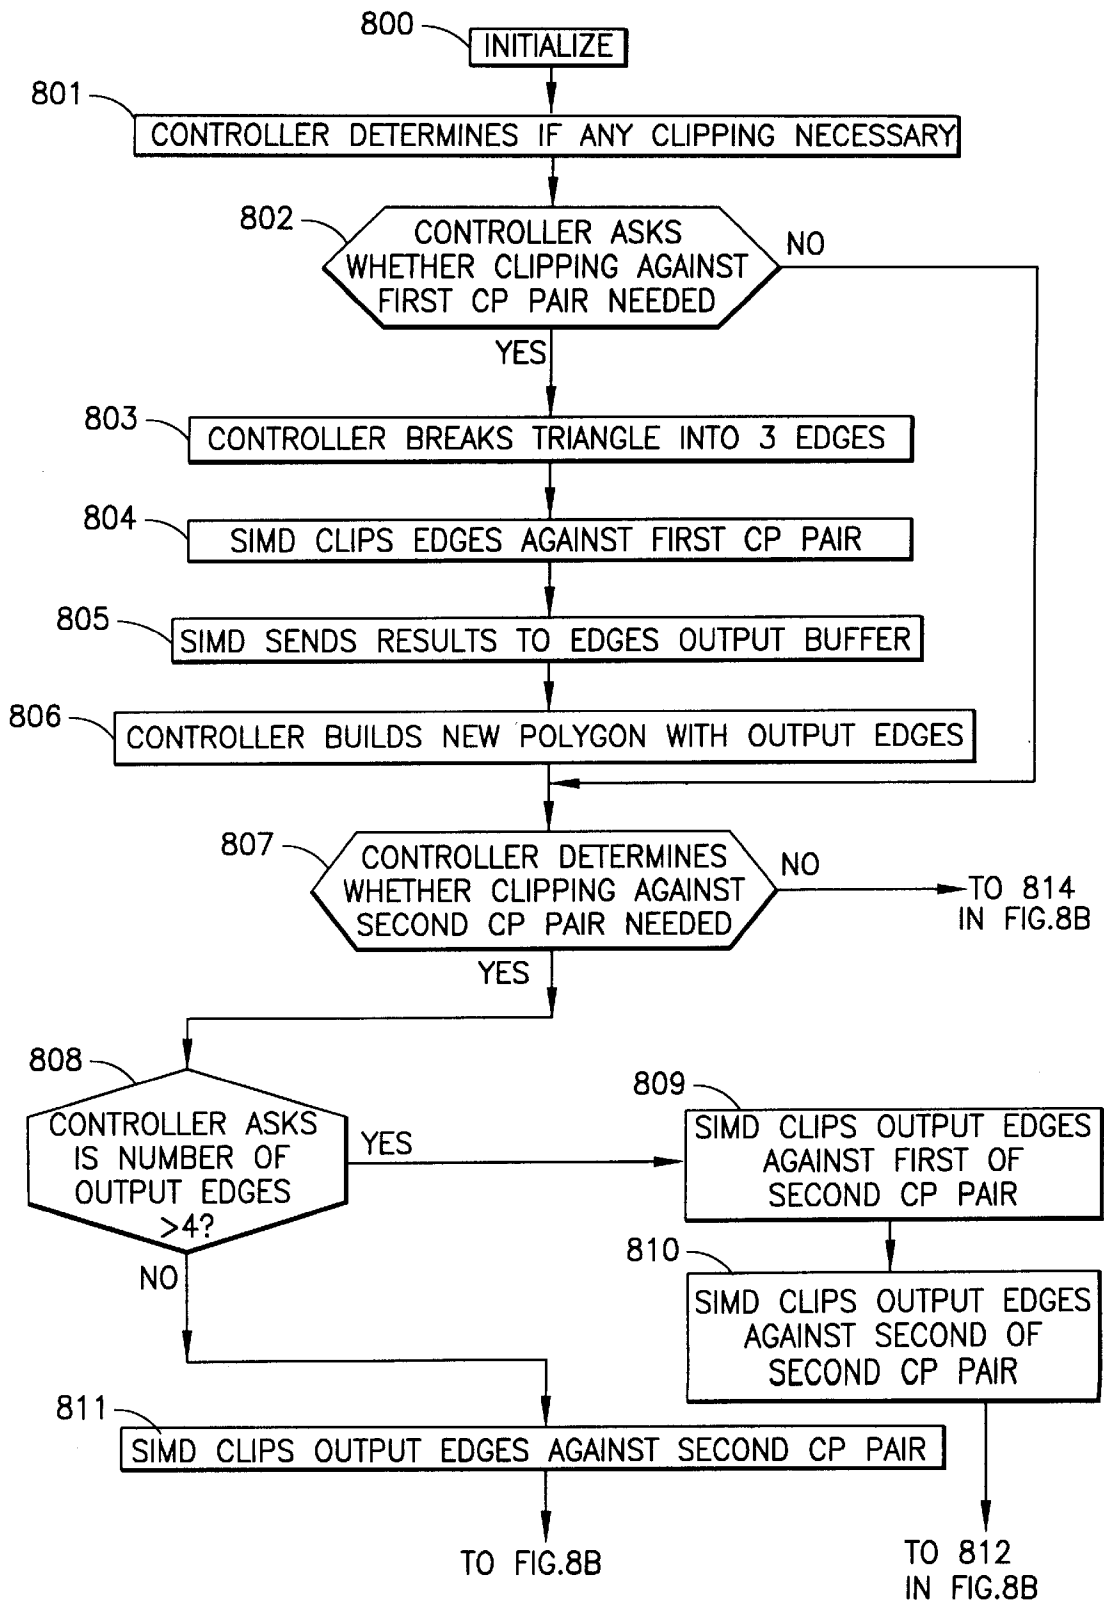 800
INITIALIZE
801
CONTROLLER DETERMINES IF ANY CLIPPING NECESSARY
802
CONTROLLER ASKS
WHETHER CLIPPING AGAINST
FIRST CP PAIR NEEDED
NO
YES
803
CONTROLLER BREAKS TRIANGLE INTO 3 EDGES
804
SIMD CLIPS EDGES AGAINST FIRST CP PAIR
805
SIMD SENDS RESULTS TO EDGES OUTPUT BUFFER
806
CONTROLLER BUILDS NEW POLYGON WITH OUTPUT EDGES
807
CONTROLLER DETERMINES
WHETHER CLIPPING AGAINST
SECOND CP PAIR NEEDED
NO
TO 814
IN FIG.8B
YES
808
CONTROLLER ASKS
IS NUMBER OF
OUTPUT EDGES
>4?
YES
809
SIMD CLIPS OUTPUT EDGES
AGAINST FIRST OF
SECOND CP PAIR
810
SIMD CLIPS OUTPUT EDGES
AGAINST SECOND OF
SECOND CP PAIR
NO
811
SIMD CLIPS OUTPUT EDGES AGAINST SECOND CP PAIR
TO FIG.8B
TO 812
IN FIG.8B